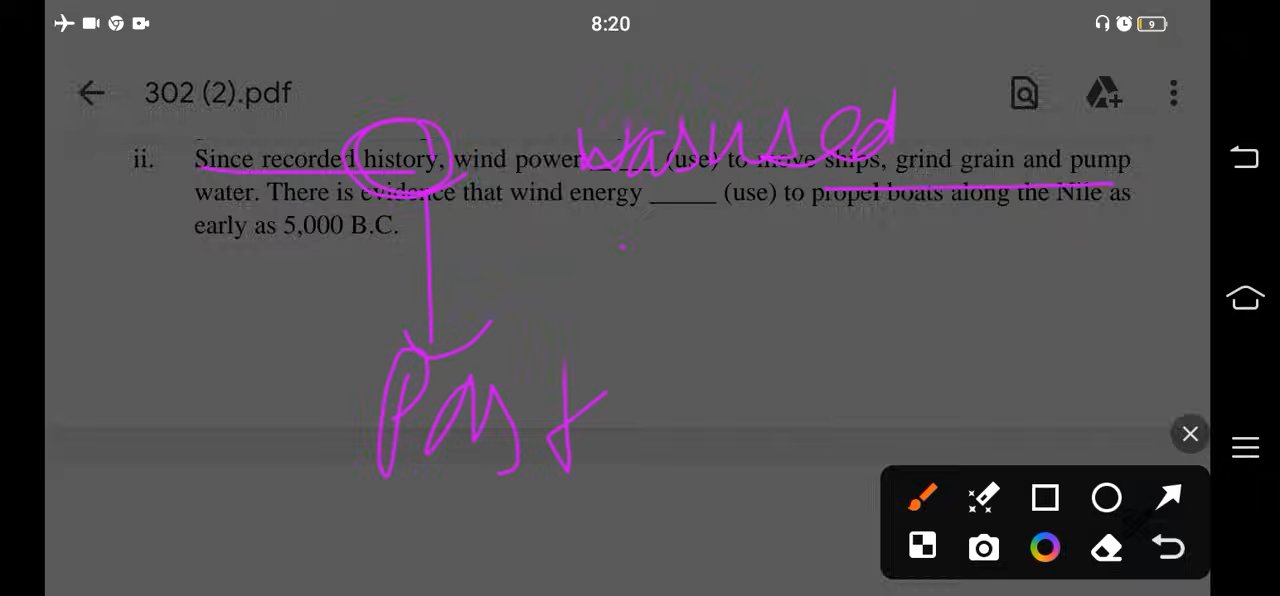 8:20
9
302 (2).pdf
was used
ii. Since recorded history, wind power _____ (use) to move ships, grind grain and pump
water. There is evidence that wind energy _____ (use) to propel boats along the Nile as
early as 5,000 B.C.
Past